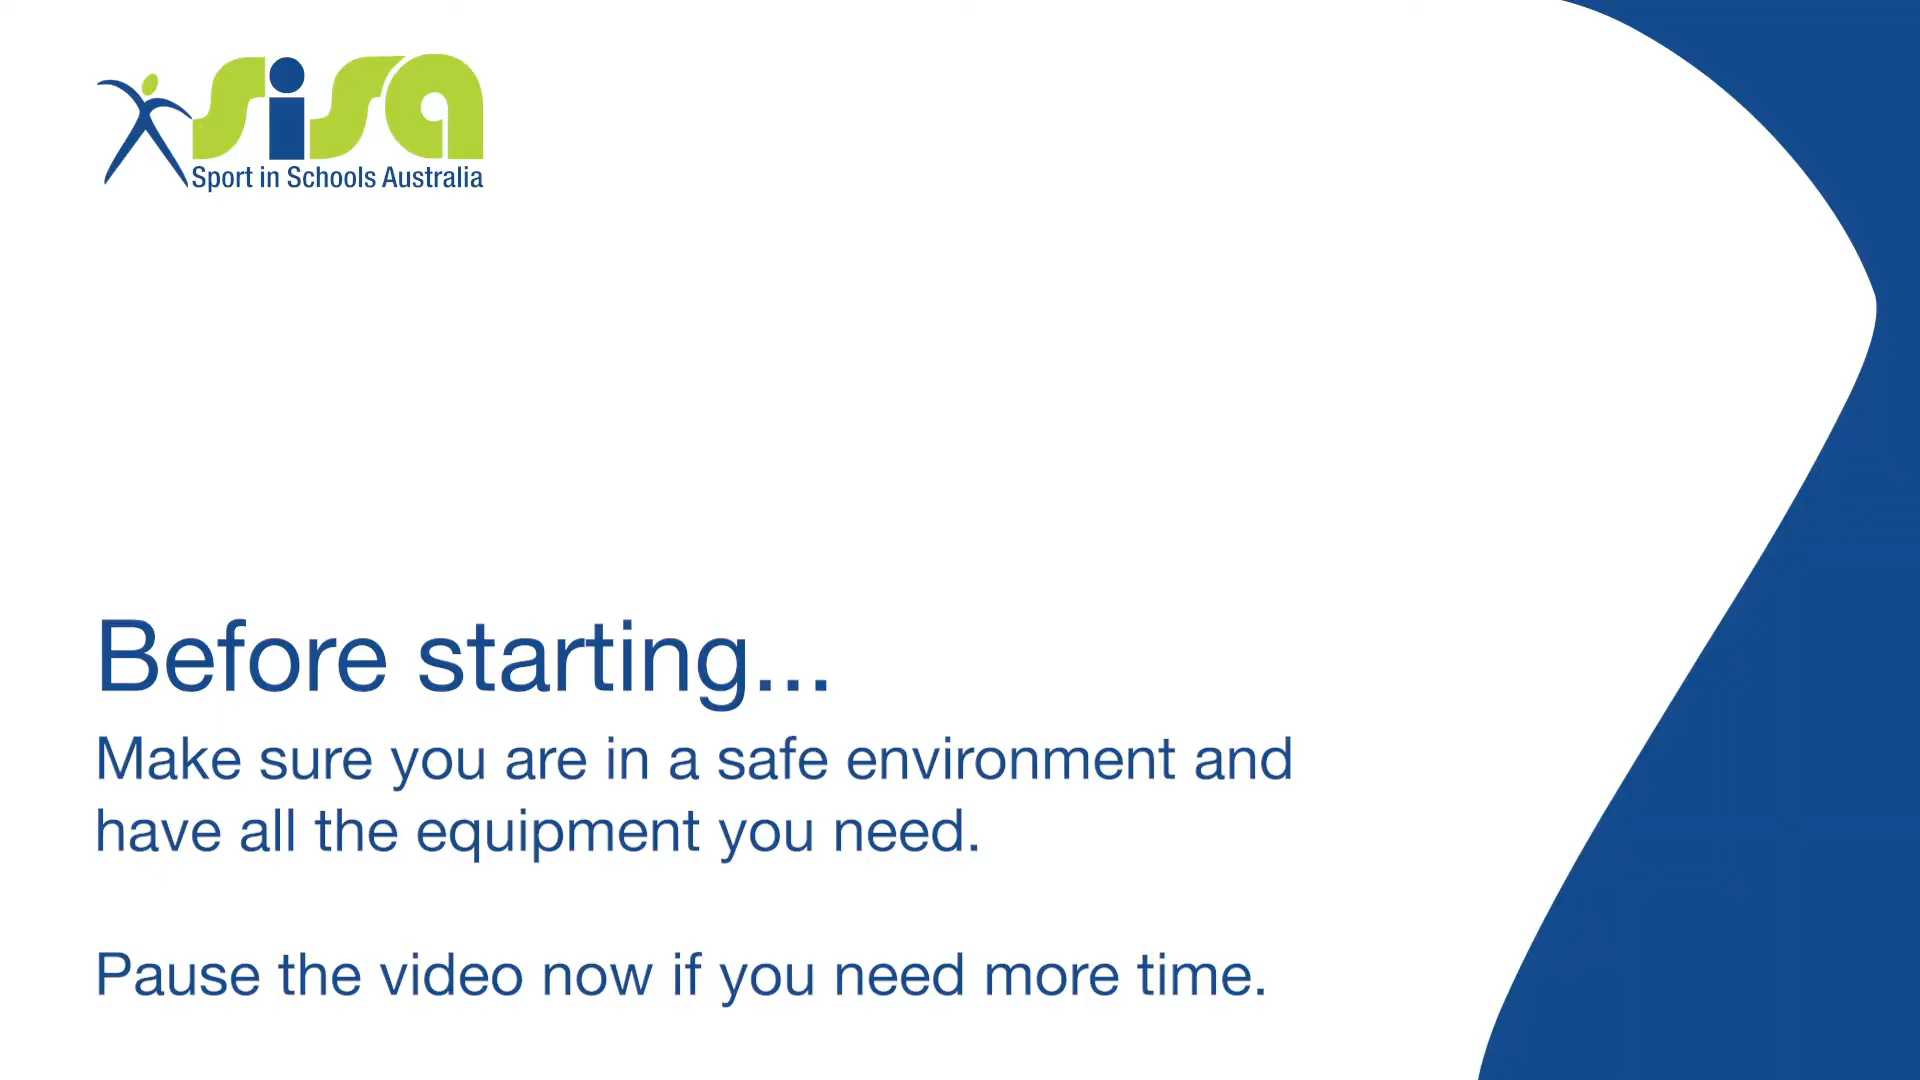 sisa
Sport in Schools Australia
Before starting...
Make sure you are in a safe environment and
have all the equipment you need.
Pause the video now if you need more time.